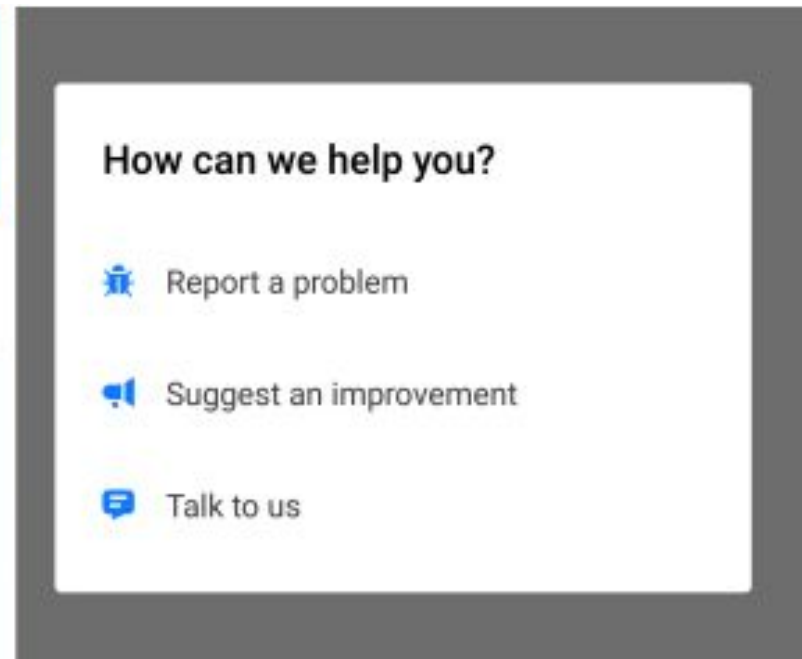 How can we help you?
Report a problem
Suggest an improvement
Talk to us